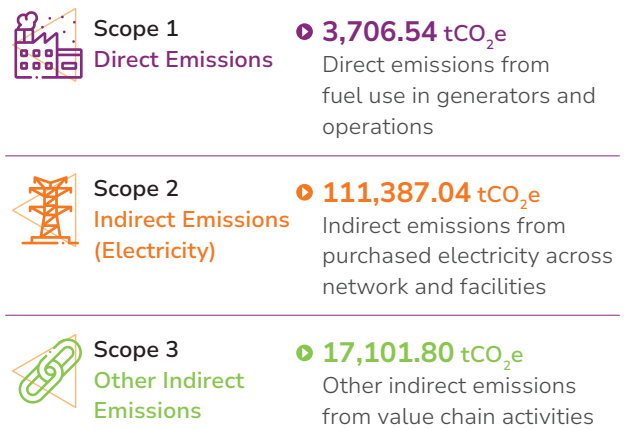 Scope 1
Direct Emissions
3,706.54 tCO₂e
Direct emissions from
fuel use in generators and
operations
Scope 2
Indirect Emissions
(Electricity)
111,387.04 tCO₂e
Indirect emissions from
purchased electricity across
network and facilities
Scope 3
Other Indirect
Emissions
17,101.80 tCO₂e
Other indirect emissions
from value chain activities